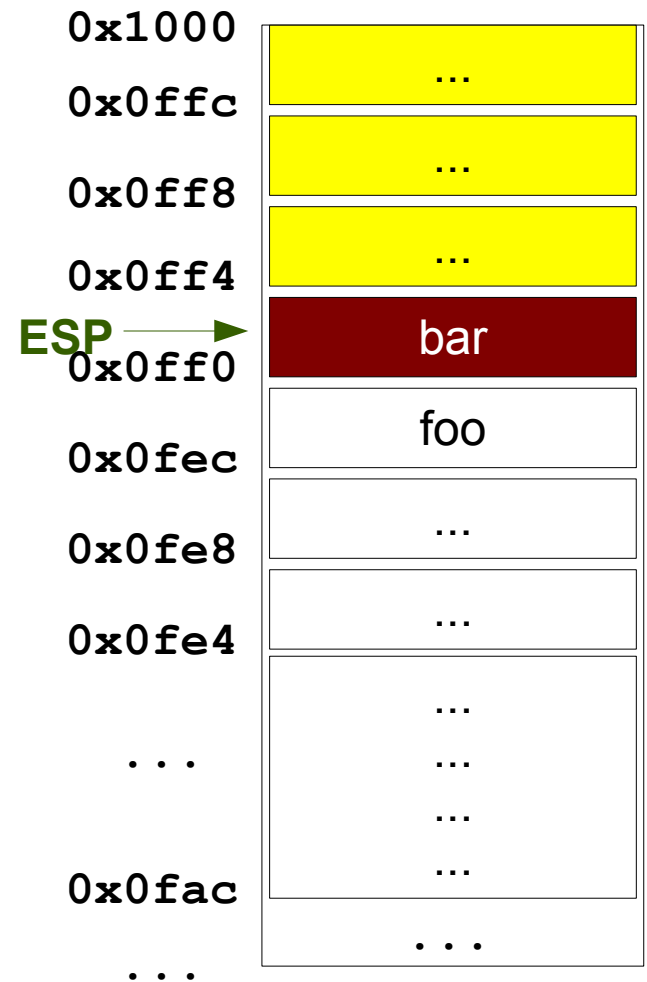 0x1000
...
0x0ffc
...
0x0ff8
...
0x0ff4
ESP bar
0x0ff0
foo
0x0fec
...
0x0fe8
...
0x0fe4
...
... ...
...
...
0x0fac
...
...